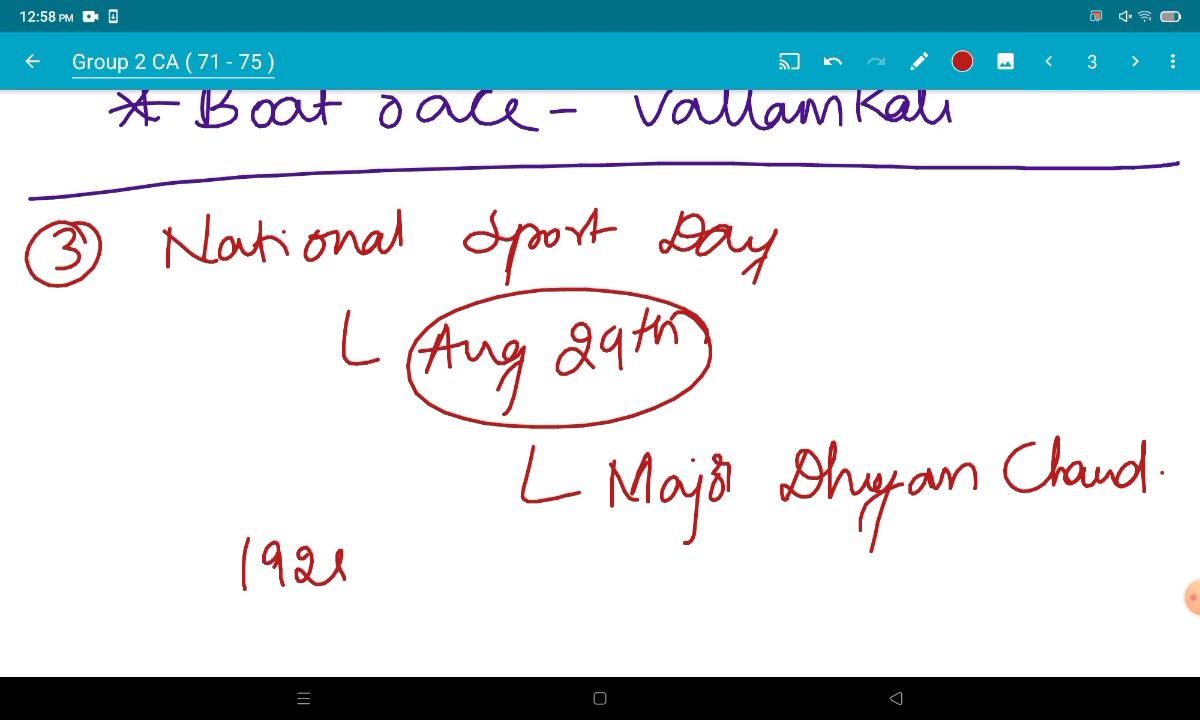 12:58 PM
Group 2 CA ( 71 - 75 )
3
* Boat race - Vallamkali
3 National Sport Day
Aug 29th
Major Dhyan Chand.
192